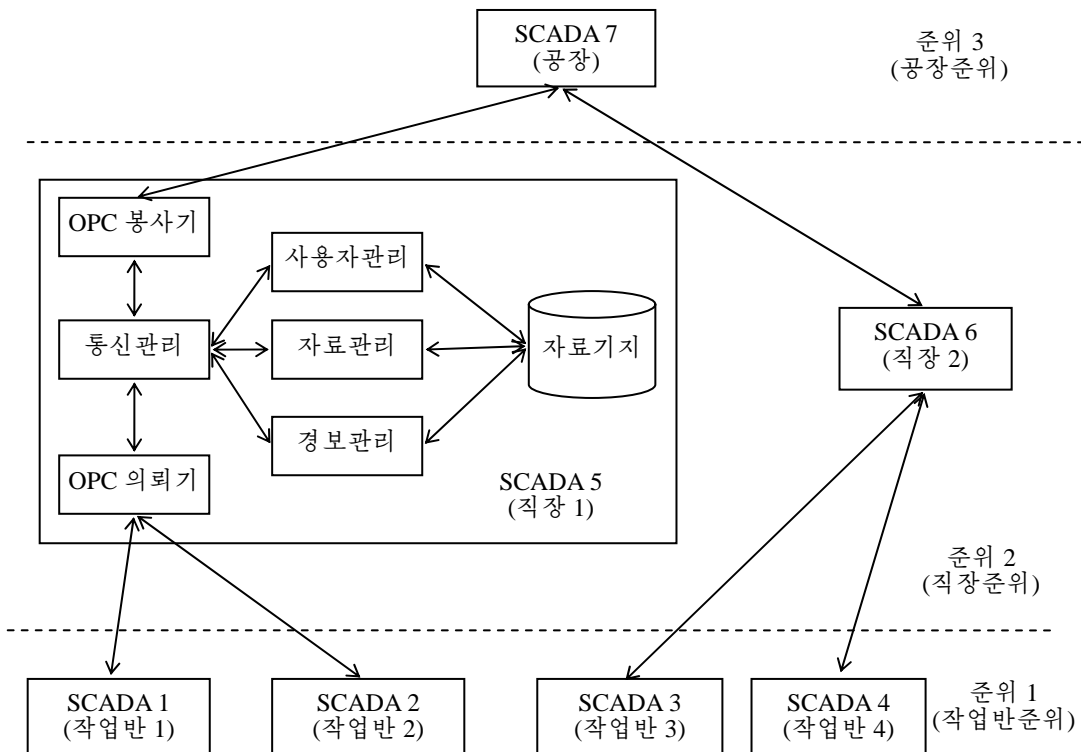 SCADA 7
(공장)
준위 3
(공장준위)
OPC 봉사기
사용자관리
통신관리
자료관리
자료기지
SCADA 6
(직장 2)
경보관리
OPC 의뢰기
SCADA 5
(직장 1)
준위 2
(직장준위)
SCADA 1
(작업반 1)
SCADA 2
(작업반 2)
SCADA 3
(작업반 3)
SCADA 4
(작업반 4)
준위 1
(작업반준위)